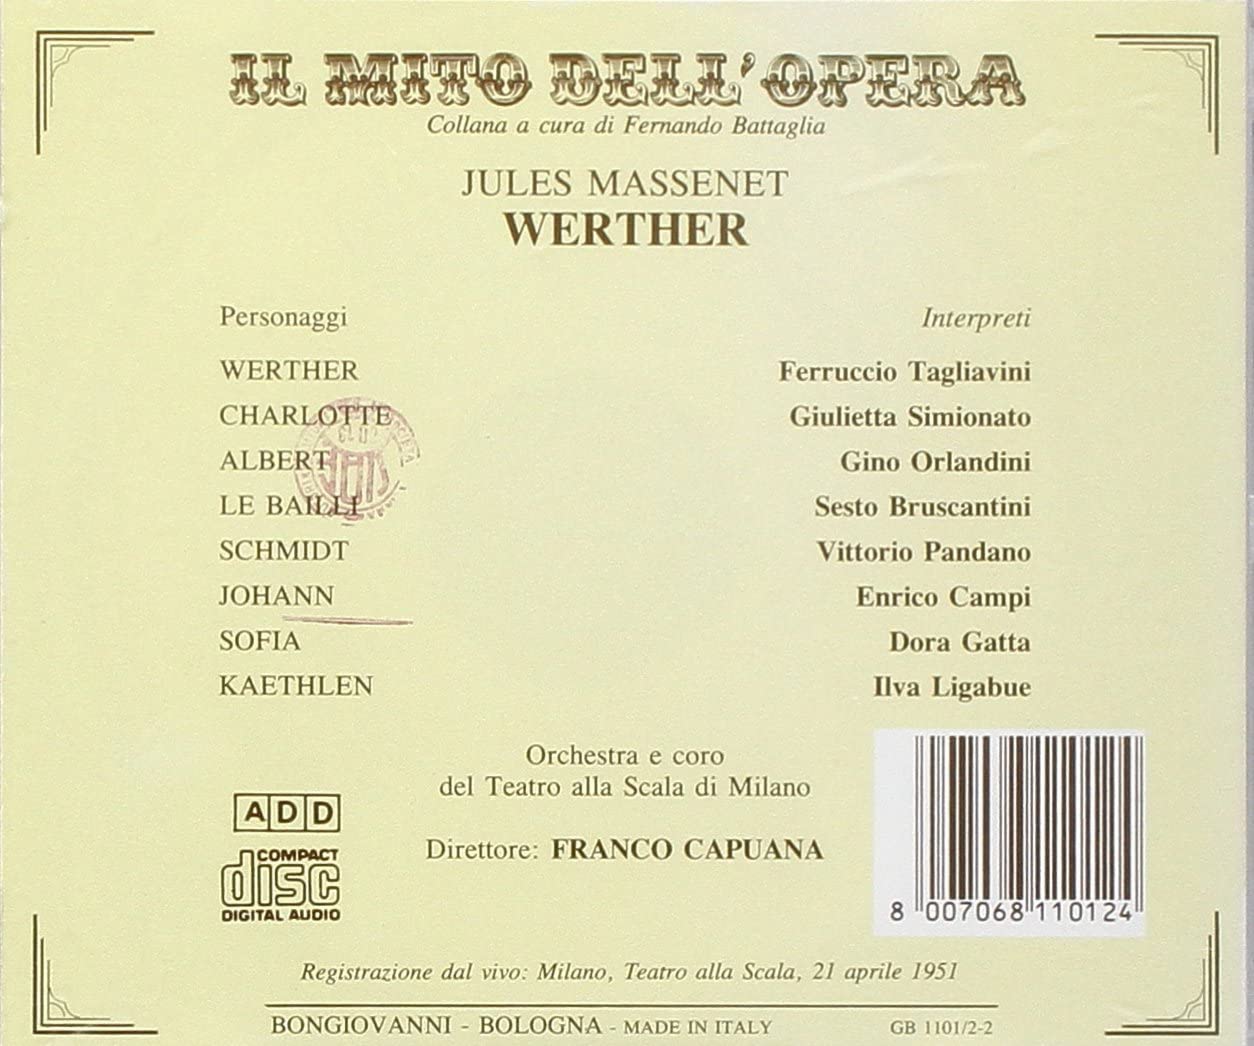 IL MITO DELL'OPERA
Collana a cura di Fernando Battaglia
JULES MASSENET
WERTHER
Personaggi Interpreti
WERTHER Ferruccio Tagliavini
CHARLOTTE Giulietta Simionato
ALBERT Gino Orlandini
LE BAILLI Sesto Bruscantini
SCHMIDT Vittorio Pandano
JOHANN Enrico Campi
SOFIA Dora Gatta
KAETHLEN Ilva Ligabue
Orchestra e coro
del Teatro alla Scala di Milano
Direttore: FRANCO CAPUANA
ADD
COMPACT
disc
DIGITAL AUDIO
8 007068 110124
Registrazione dal vivo: Milano, Teatro alla Scala, 21 aprile 1951
BONGIOVANNI - BOLOGNA - MADE IN ITALY GB 1101/2-2